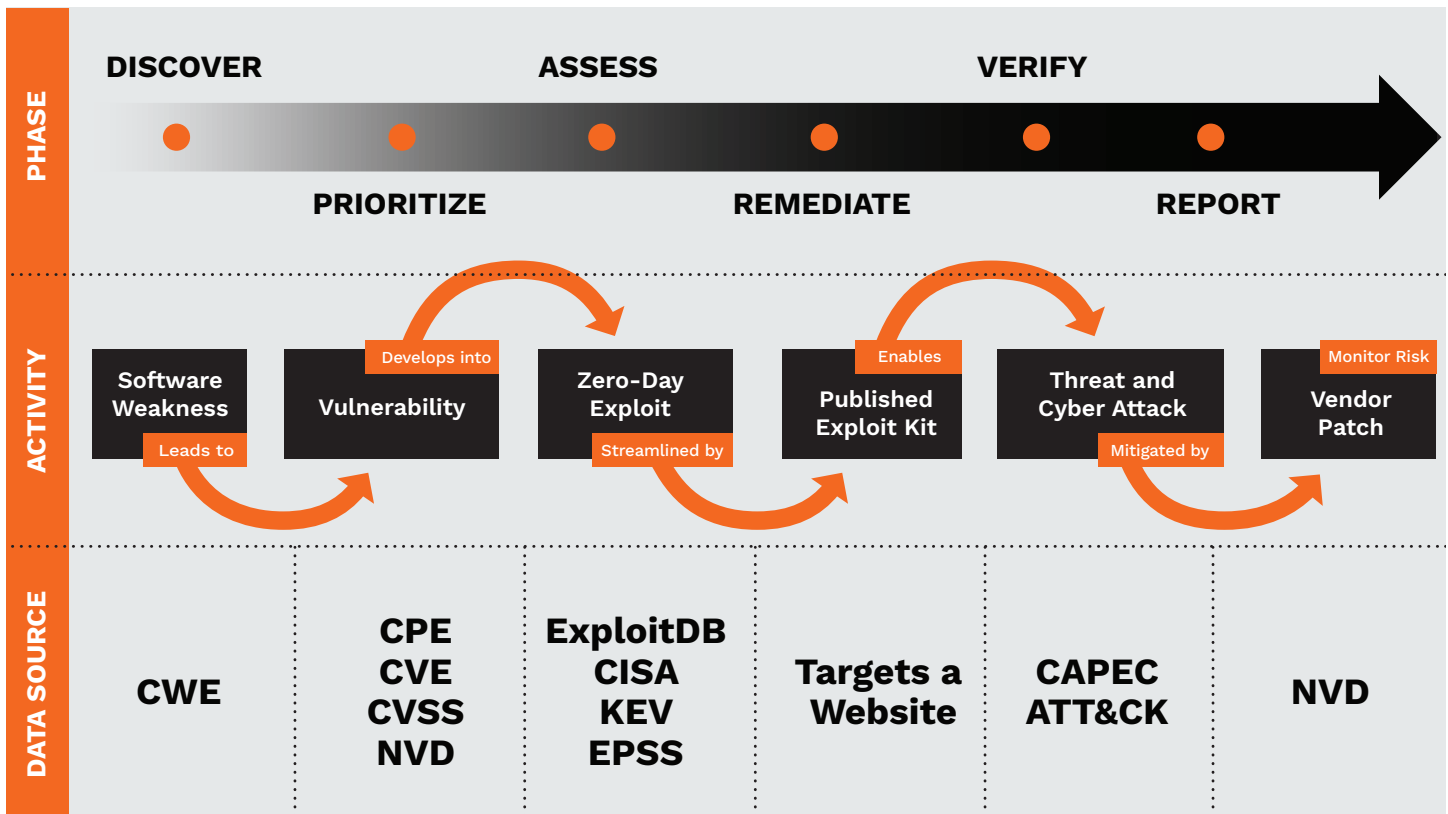 PHASE
DISCOVER
ASSESS
VERIFY
PRIORITIZE
REMEDIATE
REPORT
ACTIVITY
Software
Weakness
Leads to
Develops into
Vulnerability
Zero-Day
Exploit
Streamlined by
Enables
Published
Exploit Kit
Threat and
Cyber Attack
Mitigated by
Monitor Risk
Vendor
Patch
DATA SOURCE
CWE
CPE
CVE
CVSS
NVD
ExploitDB
CISA
KEV
EPSS
Targets a
Website
CAPEC
ATT&CK
NVD